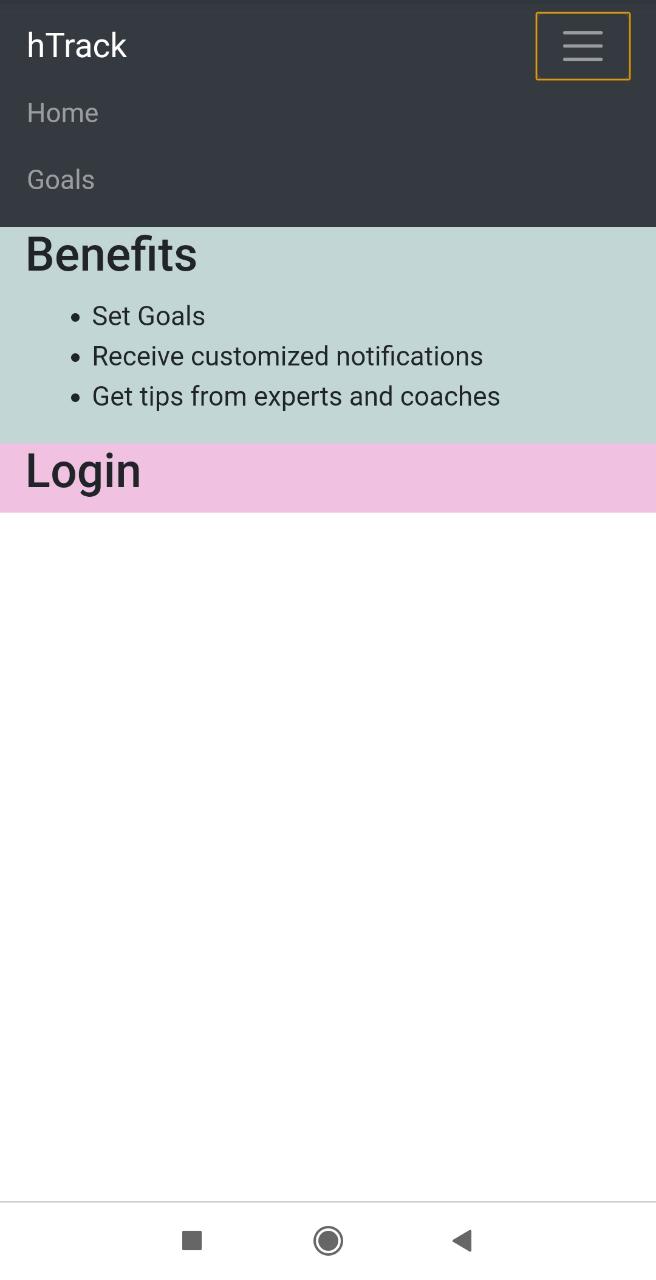 hTrack
Home
Goals
Benefits
Set Goals
Receive customized notifications
Get tips from experts and coaches
Login